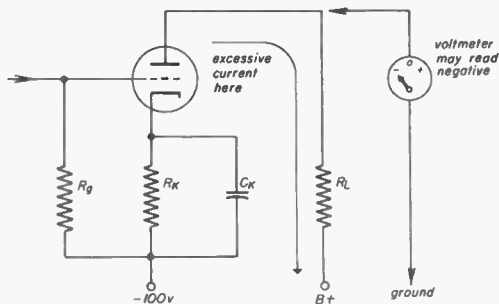 excessive
current
here
voltmeter
may read
negative
- +
Rg
RK
CK
RL
-100v
B+
ground